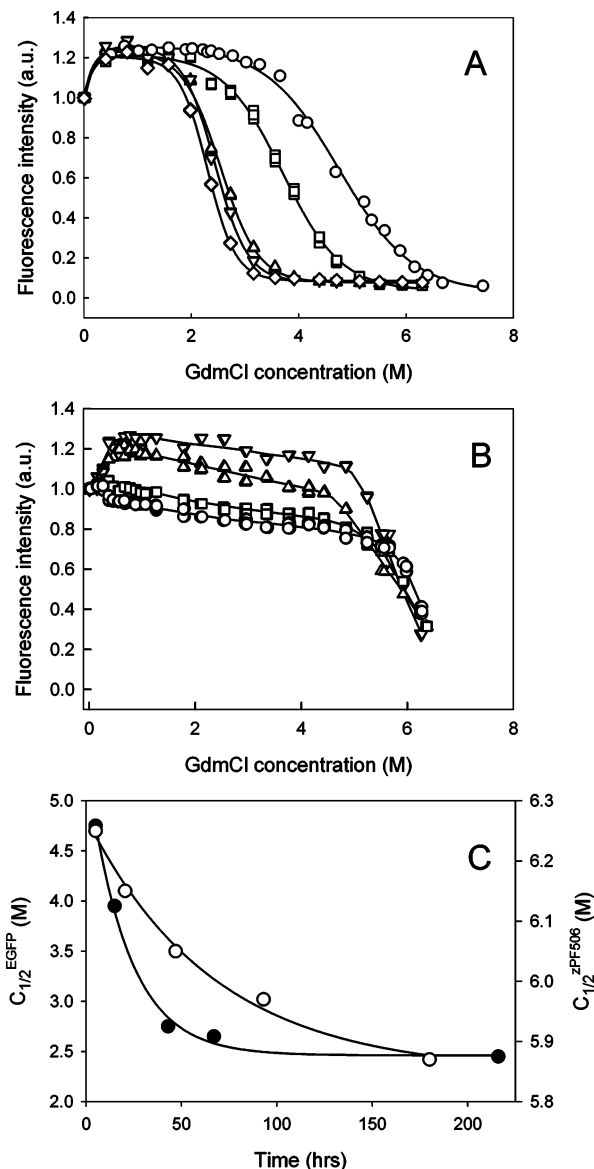 A
1.4
1.2
1.0
0.8
0.6
0.4
0.2
0.0
Fluorescence intensity (a.u.)
0 2 4 6 8
GdmCl concentration (M)
B
1.4
1.2
1.0
0.8
0.6
0.4
0.2
0.0
Fluorescence intensity (a.u.)
0 2 4 6 8
GdmCl concentration (M)
C
5.0
4.5
4.0
3.5
3.0
2.5
2.0
C1/2 EGFP (M)
6.3
6.2
6.1
6.0
5.9
5.8
C1/2 zPF506 (M)
0 50 100 150 200
Time (hrs)